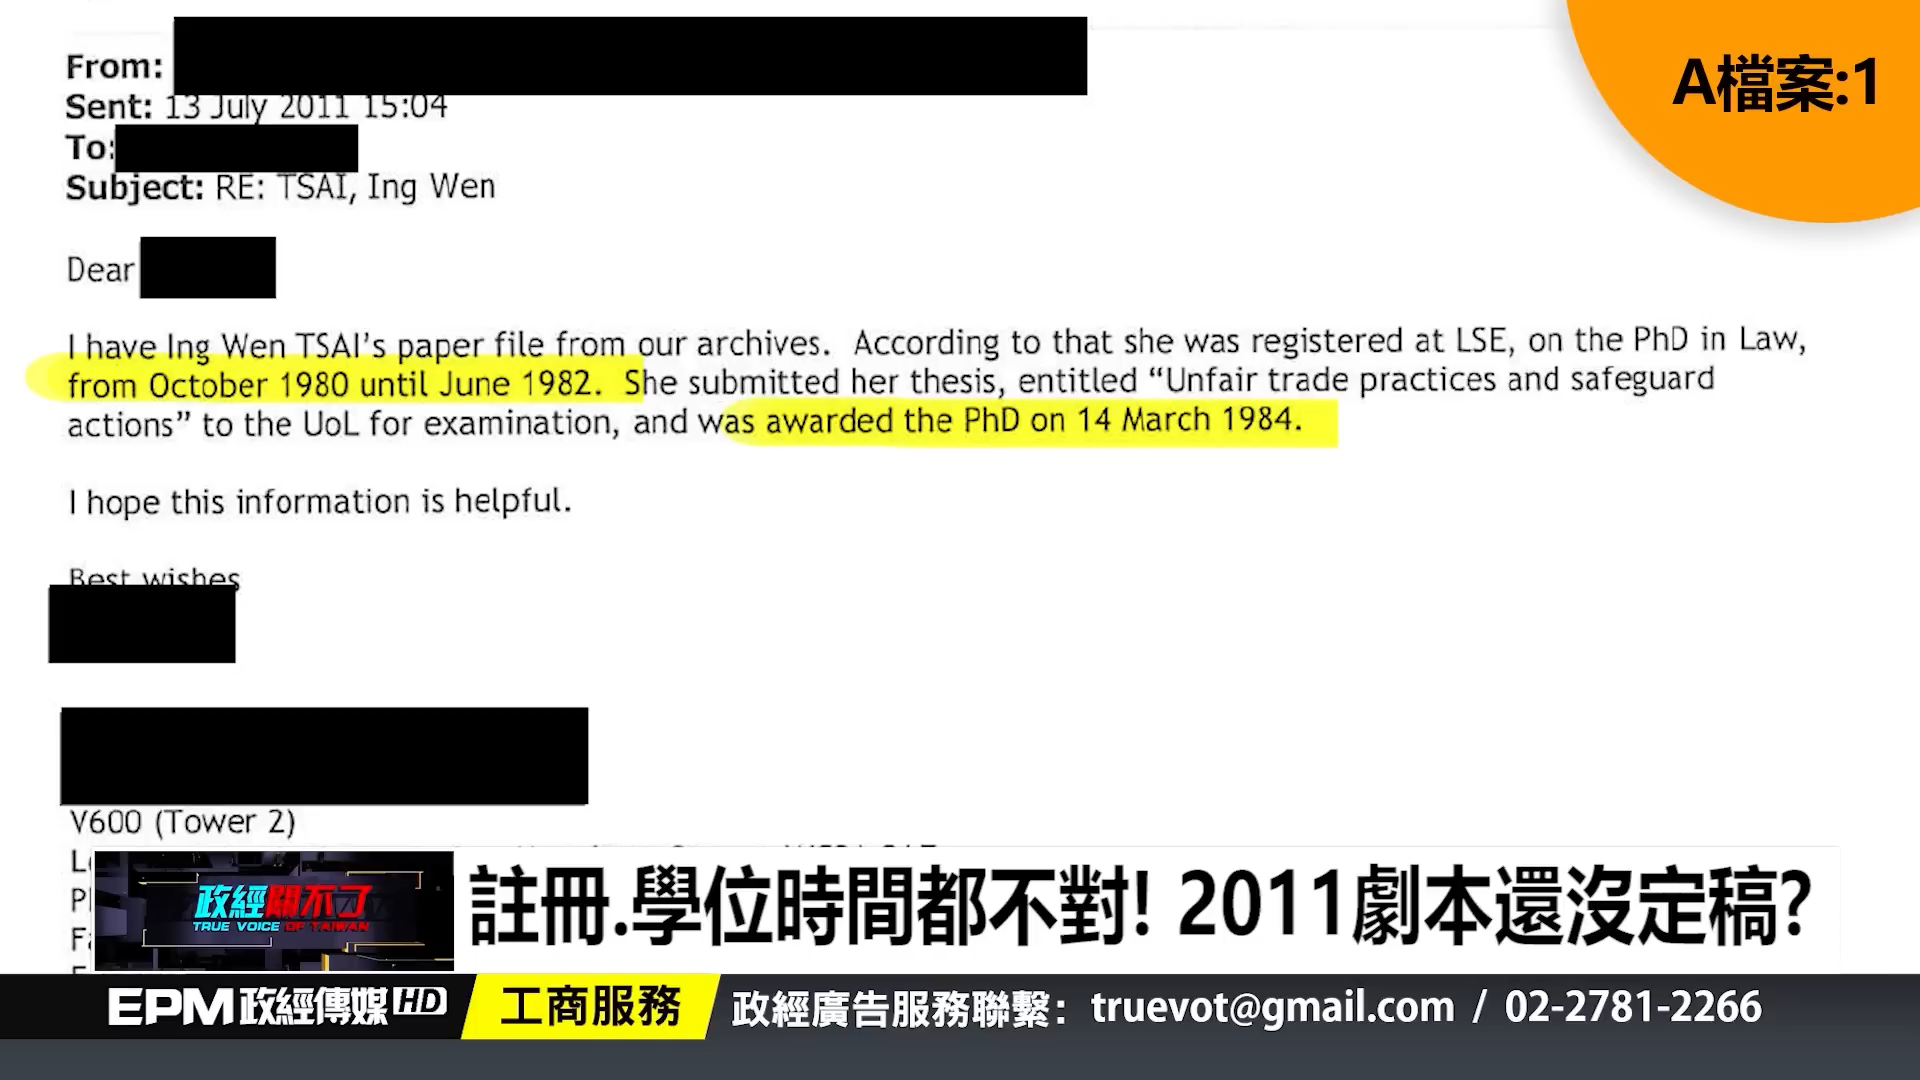 A檔案:1
From:
Sent: 13 July 2011 15:04
To:
Subject: RE: TSAI, Ing Wen
Dear
I have Ing Wen TSAI's paper file from our archives. According to that she was registered at LSE, on the PhD in Law,
from October 1980 until June 1982. She submitted her thesis, entitled “Unfair trade practices and safeguard
actions” to the UoL for examination, and was awarded the PhD on 14 March 1984.
I hope this information is helpful.
Best wishes
V600 (Tower 2)
政經關不了
TRUE VOICE OF TAIWAN
註冊.學位時間都不對! 2011劇本還沒定稿?
EPM政經傳媒HD
工商服務
政經廣告服務聯繫：truevot@gmail.com / 02-2781-2266